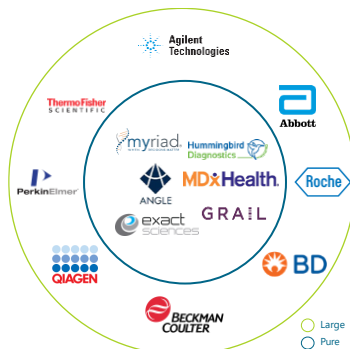 Agilent
Technologies
ThermoFisher
SCIENTIFIC
Abbott
myriad
Hummingbird
Diagnostics
PerkinElmer
ANGLE
MDxHealth
Roche
exact
sciences
GRAIL
QIAGEN
BD
BECKMAN
COULTER
Large
Pure